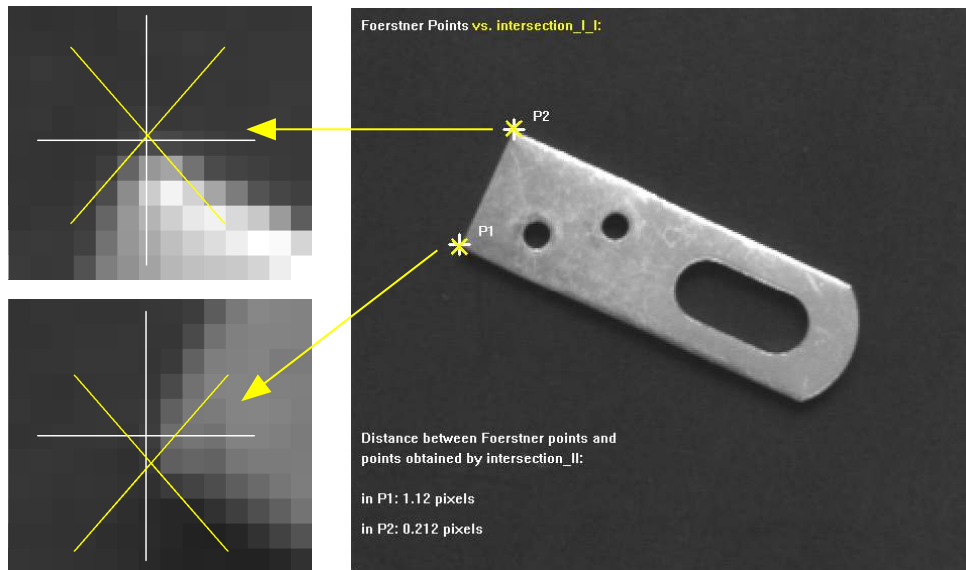 Foerstner Points vs. intersection_l_l:
P2
P1
Distance between Foerstner points and
points obtained by intersection_ll:
in P1: 1.12 pixels
in P2: 0.212 pixels